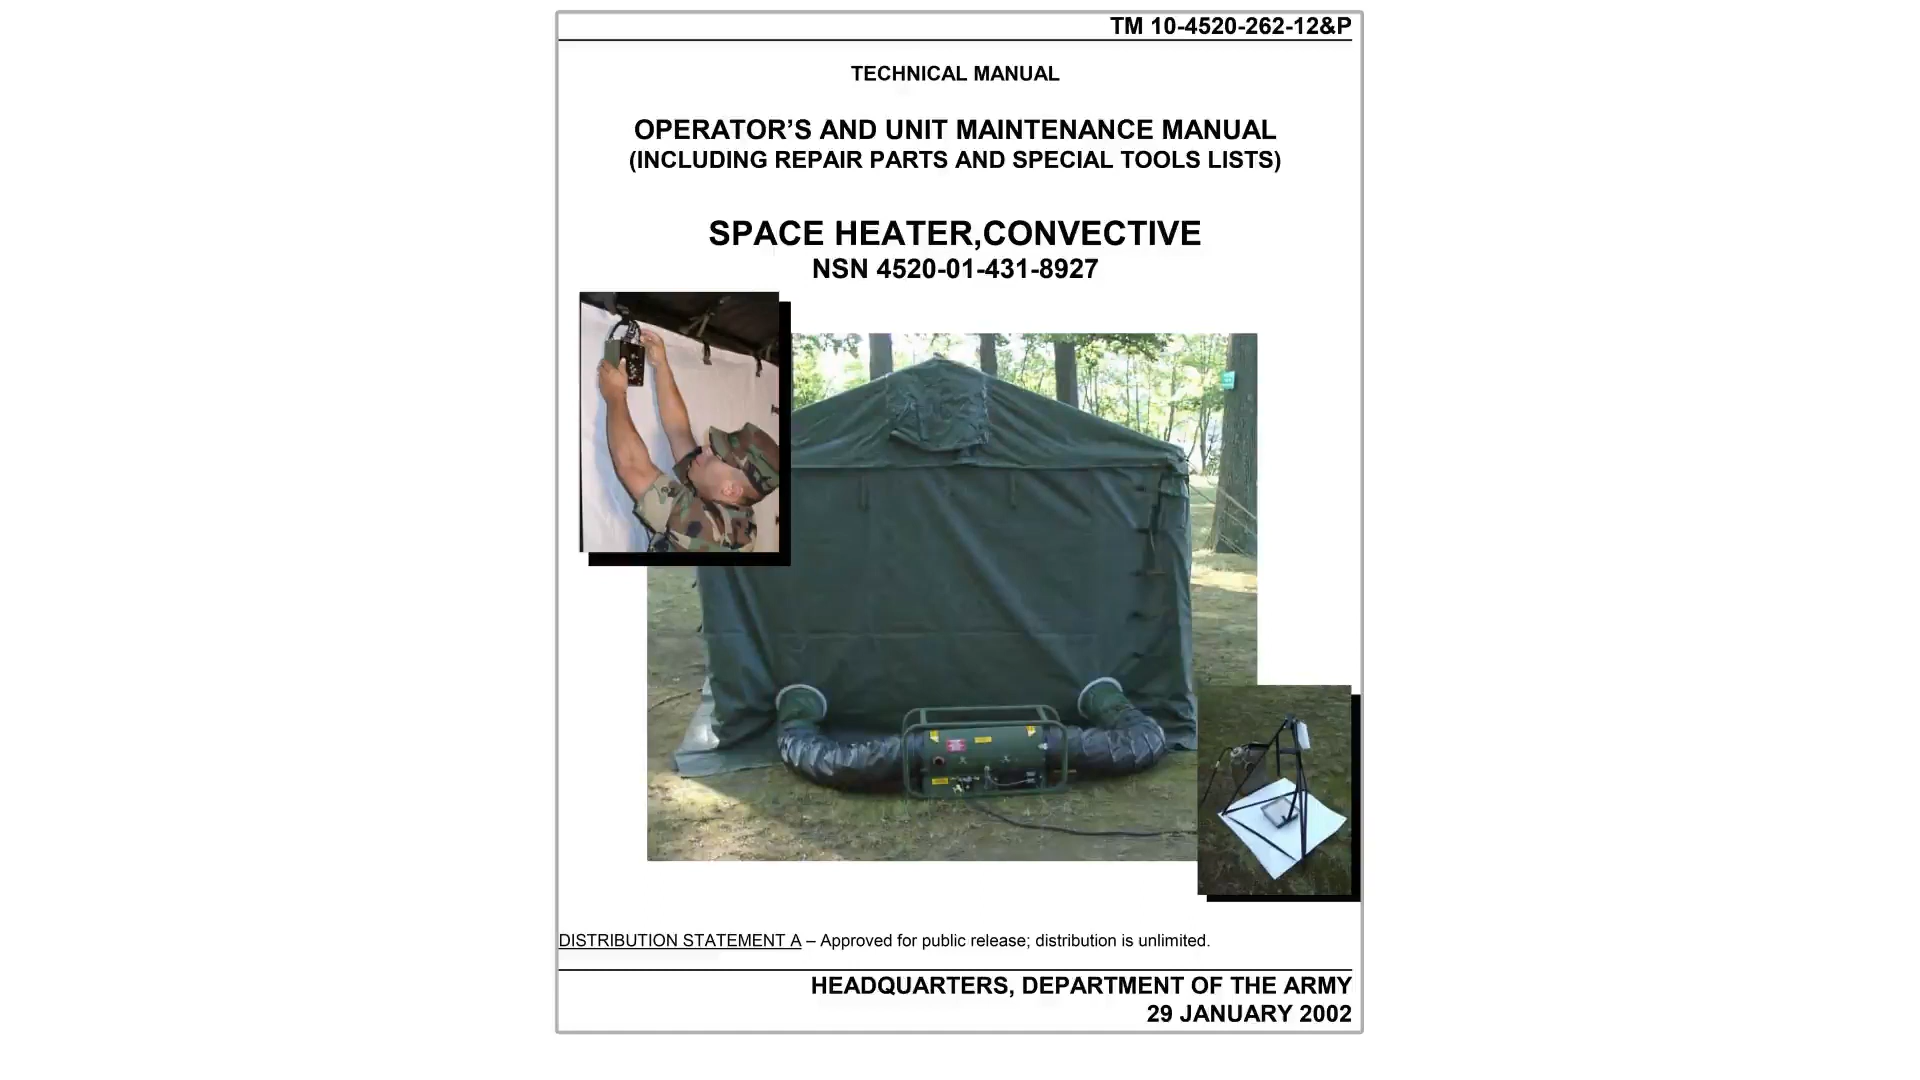 TM 10-4520-262-12&P
TECHNICAL MANUAL
OPERATOR’S AND UNIT MAINTENANCE MANUAL
(INCLUDING REPAIR PARTS AND SPECIAL TOOLS LISTS)
SPACE HEATER,CONVECTIVE
NSN 4520-01-431-8927
DISTRIBUTION STATEMENT A – Approved for public release; distribution is unlimited.
HEADQUARTERS, DEPARTMENT OF THE ARMY
29 JANUARY 2002